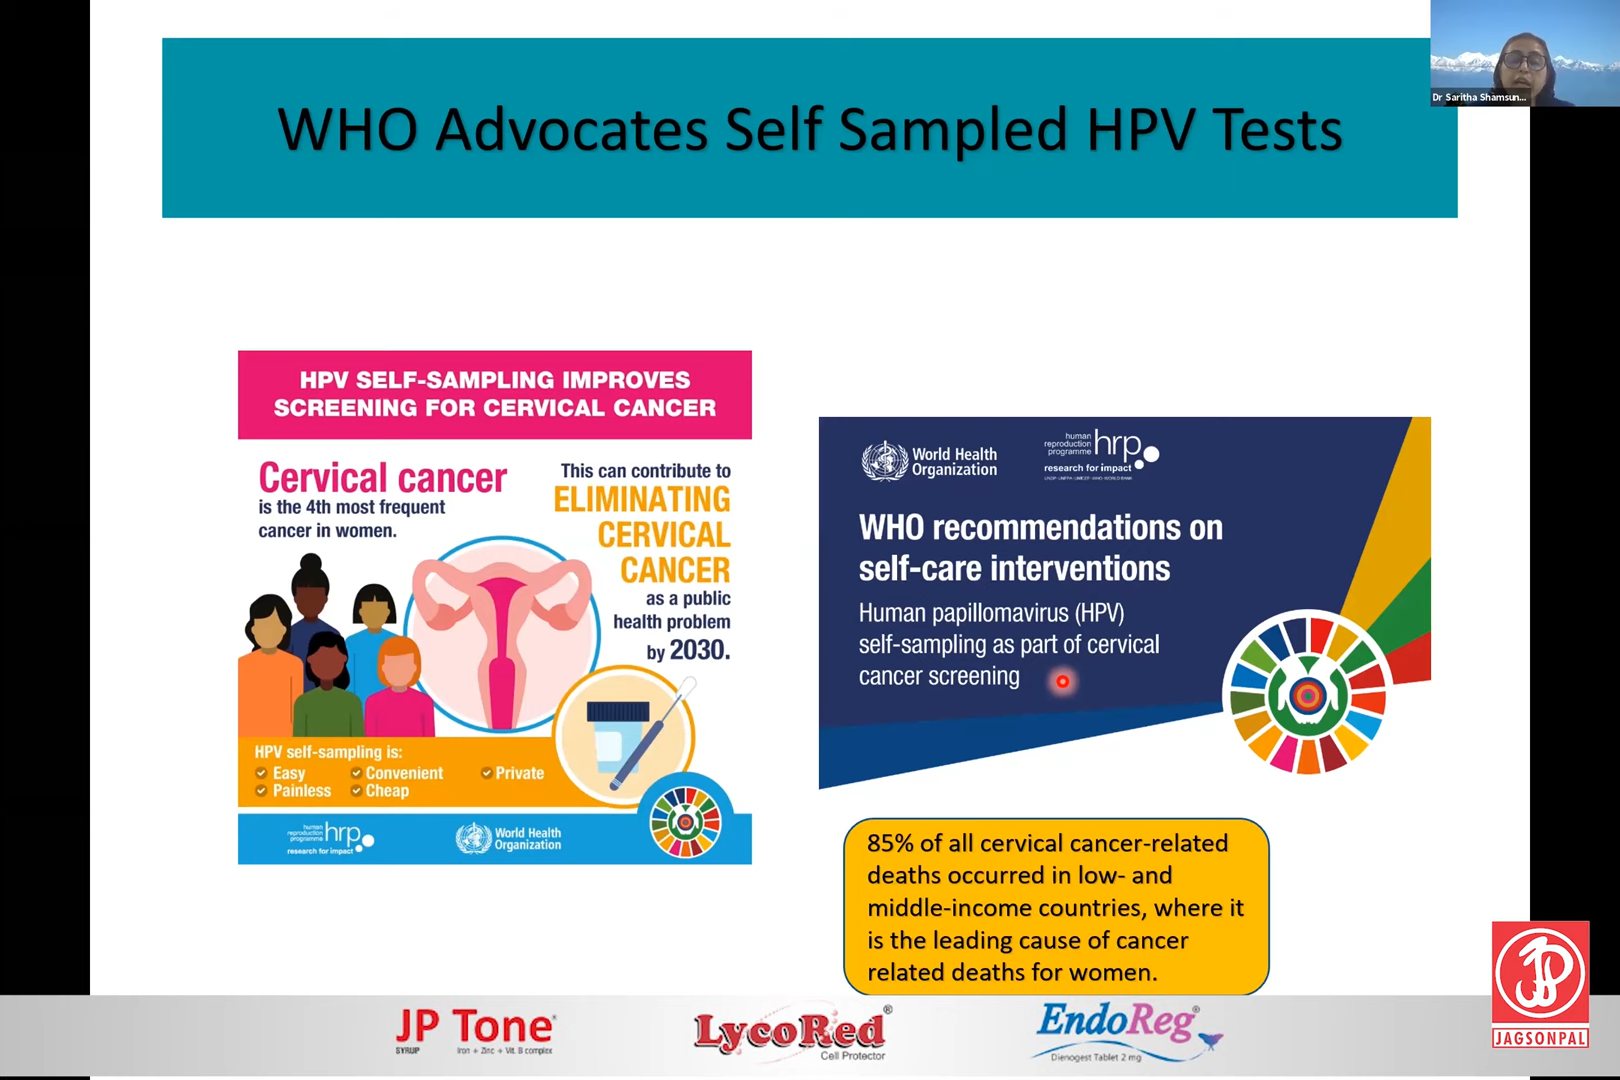 WHO Advocates Self Sampled HPV Tests
Dr Saritha Shamsun...
HPV SELF-SAMPLING IMPROVES
SCREENING FOR CERVICAL CANCER
Cervical cancer
is the 4th most frequent
cancer in women.
This can contribute to
ELIMINATING
CERVICAL
CANCER
as a public
health problem
by 2030.
HPV self-sampling is:
Easy
Convenient
Private
Painless
Cheap
human
reproduction
programme
hrp
research for impact
World Health
Organization
World Health
Organization
human
reproduction
programme
hrp
research for impact
UNDP·UNFPA·UNICEF·WHO·WORLD BANK
WHO recommendations on
self-care interventions
Human papillomavirus (HPV)
self-sampling as part of cervical
cancer screening
85% of all cervical cancer-related
deaths occurred in low- and
middle-income countries, where it
is the leading cause of cancer
related deaths for women.
JP Tone
SYRUP
Iron + Zinc + Vit. B complex
LycoRed®
Cell Protector
EndoReg®
Dienogest Tablet 2 mg
JAGSONPAL